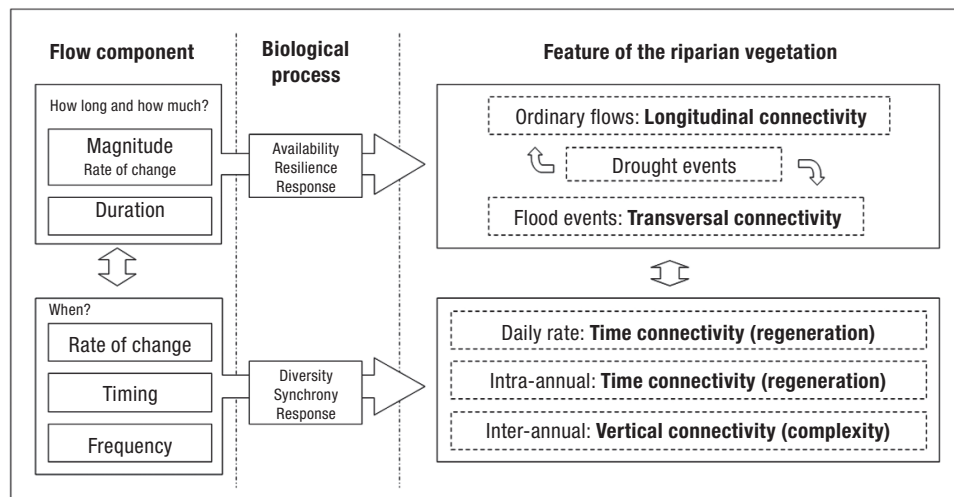 Flow component
Biological
process
Feature of the riparian vegetation
How long and how much?
Magnitude
Rate of change
Duration
Availability
Resilience
Response
Ordinary flows: Longitudinal connectivity
Drought events
Flood events: Transversal connectivity
When?
Rate of change
Timing
Frequency
Diversity
Synchrony
Response
Daily rate: Time connectivity (regeneration)
Intra-annual: Time connectivity (regeneration)
Inter-annual: Vertical connectivity (complexity)